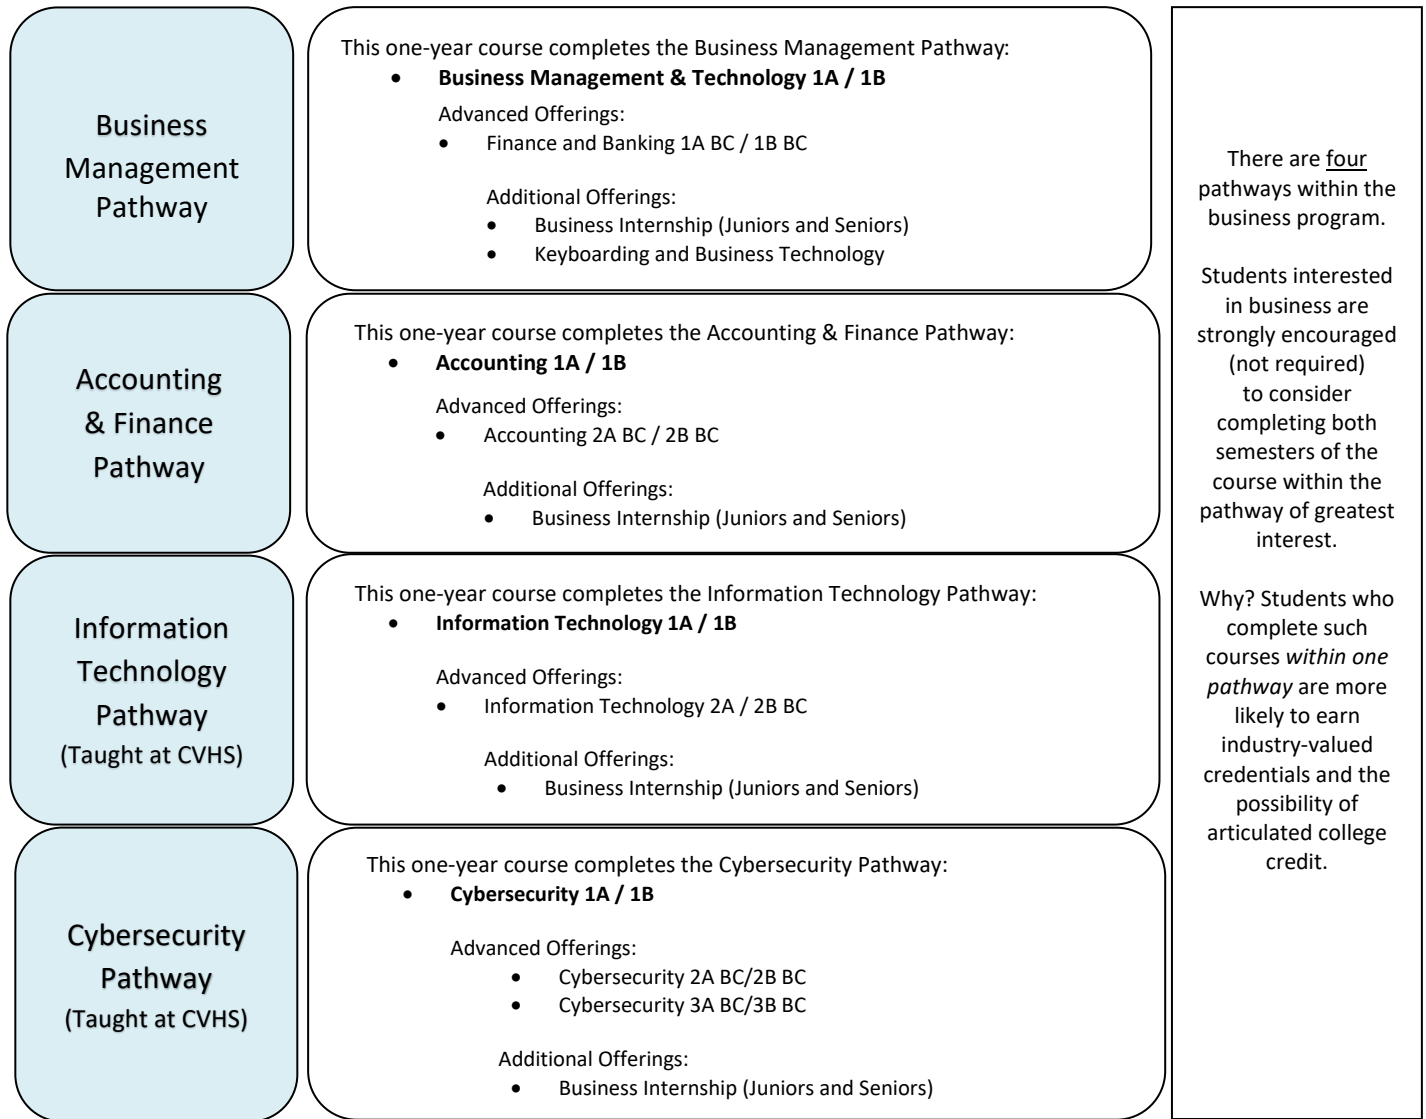 Business
Management
Pathway
This one-year course completes the Business Management Pathway:
• Business Management & Technology 1A / 1B
Advanced Offerings:
• Finance and Banking 1A BC / 1B BC
Additional Offerings:
• Business Internship (Juniors and Seniors)
• Keyboarding and Business Technology
Accounting
& Finance
Pathway
This one-year course completes the Accounting & Finance Pathway:
• Accounting 1A / 1B
Advanced Offerings:
• Accounting 2A BC / 2B BC
Additional Offerings:
• Business Internship (Juniors and Seniors)
Information
Technology
Pathway
(Taught at CVHS)
This one-year course completes the Information Technology Pathway:
• Information Technology 1A / 1B
Advanced Offerings:
• Information Technology 2A / 2B BC
Additional Offerings:
• Business Internship (Juniors and Seniors)
Cybersecurity
Pathway
(Taught at CVHS)
This one-year course completes the Cybersecurity Pathway:
• Cybersecurity 1A / 1B
Advanced Offerings:
• Cybersecurity 2A BC/2B BC
• Cybersecurity 3A BC/3B BC
Additional Offerings:
• Business Internship (Juniors and Seniors)
There are four
pathways within the
business program.
Students interested
in business are
strongly encouraged
(not required)
to consider
completing both
semesters of the
course within the
pathway of greatest
interest.
Why? Students who
complete such
courses within one
pathway are more
likely to earn
industry-valued
credentials and the
possibility of
articulated college
credit.